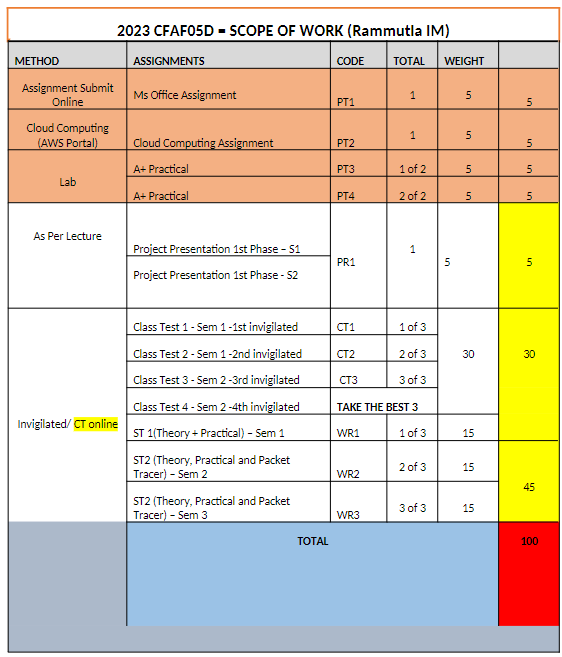 2023 CFAF05D = SCOPE OF WORK (Rammutla IM)
METHOD ASSIGNMENTS CODE TOTAL WEIGHT
Assignment Submit
Online
Ms Office Assignment PT1 1 5 5
Cloud Computing
(AWS Portal)
Cloud Computing Assignment PT2 1 5 5
Lab
A+ Practical PT3 1 of 2 5 5
A+ Practical PT4 2 of 2 5 5
As Per Lecture
Project Presentation 1st Phase – S1
Project Presentation 1st Phase - S2
PR1 1 5 5
Invigilated/ CT online
Class Test 1 - Sem 1 -1st invigilated CT1 1 of 3
Class Test 2 - Sem 1 -2nd invigilated CT2 2 of 3 30 30
Class Test 3 - Sem 2 -3rd invigilated CT3 3 of 3
Class Test 4 - Sem 2 -4th invigilated TAKE THE BEST 3
ST 1(Theory + Practical) – Sem 1 WR1 1 of 3 15
ST2 (Theory, Practical and Packet
Tracer) – Sem 2 WR2 2 of 3 15
45
ST2 (Theory, Practical and Packet
Tracer) – Sem 3 WR3 3 of 3 15
TOTAL 100